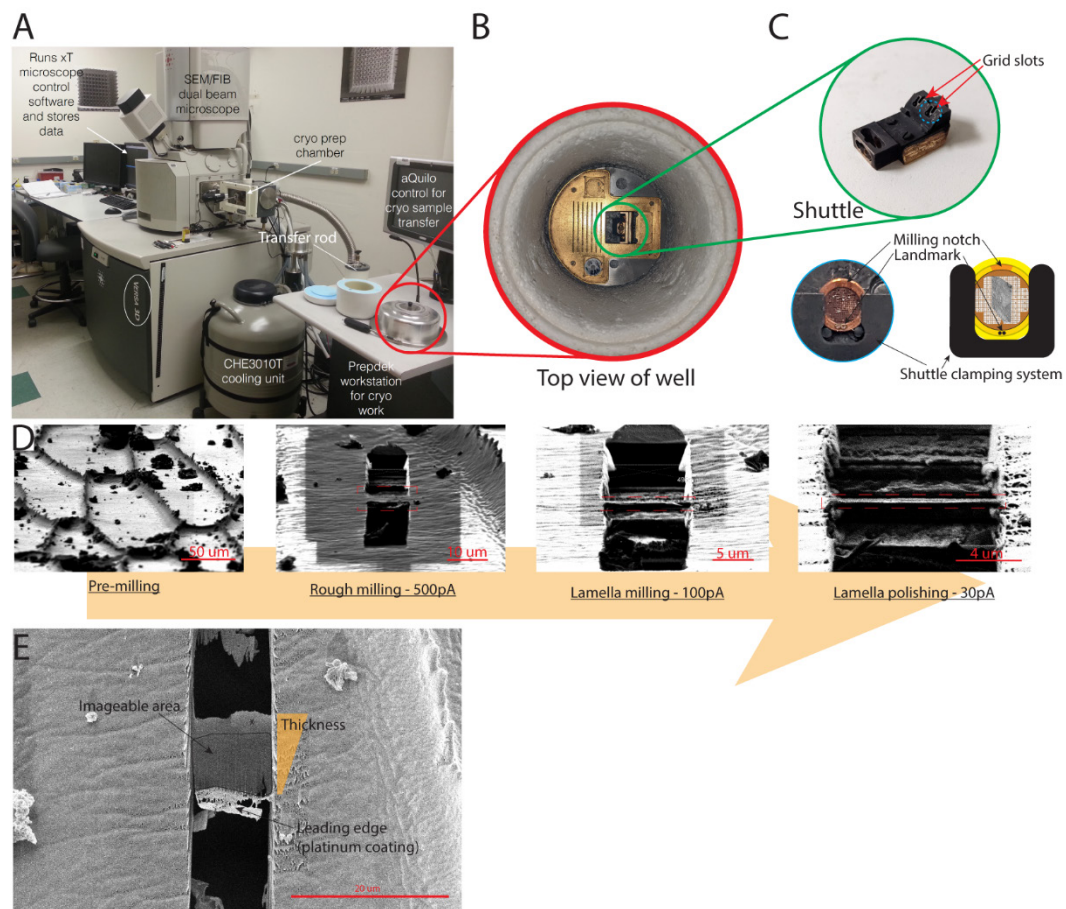 A
Runs xT
microscope
control
software
and stores
data
SEM/FIB
dual beam
microscope
cryo prep
chamber
aQuilo
control for
cryo sample
transfer
Transfer rod
CHE3010T
cooling unit
Prepdek
workstation
for cryo
work
B
Top view of well
C
Grid slots
Shuttle
Milling notch
Landmark
Shuttle clamping system
D
50 um
10 um
5 um
4 um
Pre-milling
Rough milling - 500pA
Lamella milling - 100pA
Lamella polishing - 30pA
E
Imageable area
*
Thickness
Leading edge
(platinum coating)
20 um